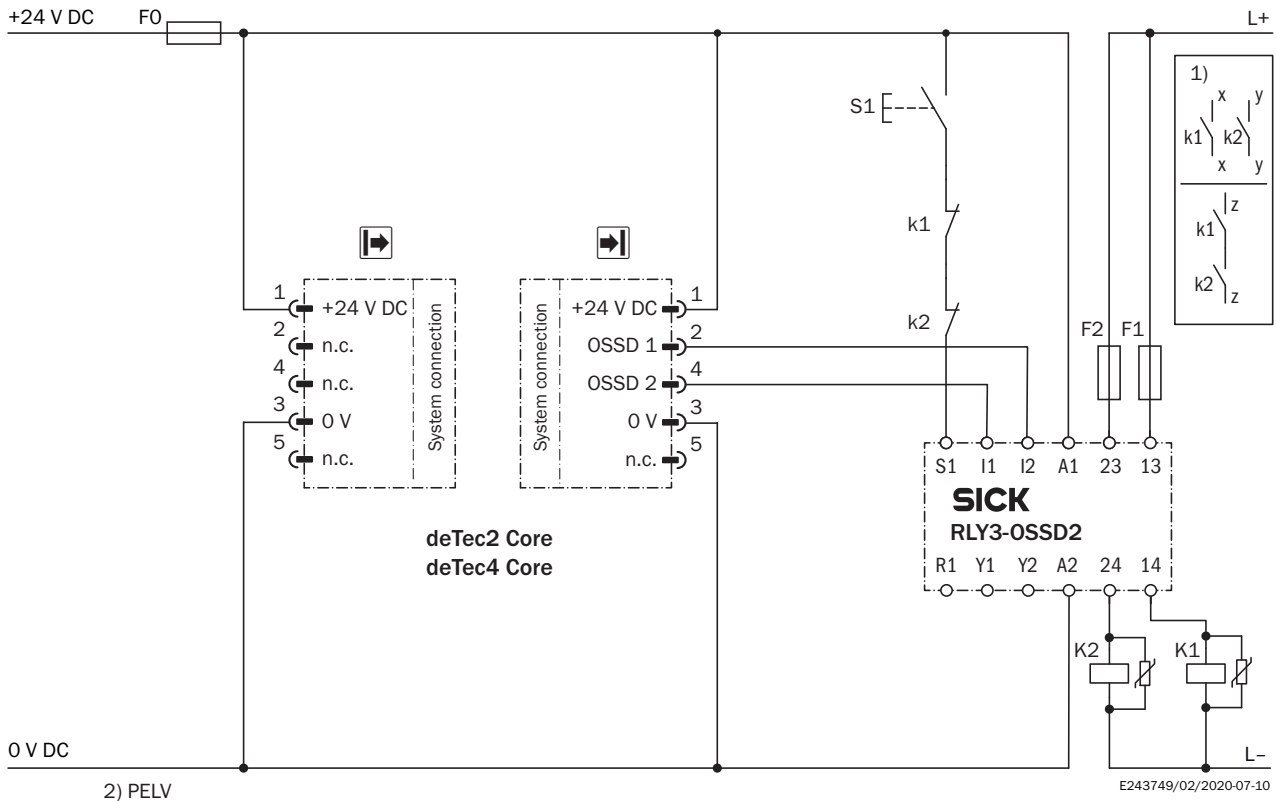 +24 V DC
F0
L+
1)
x
y
k1
k2
x
y
z
k1
k2
z
S1
k1
k2
F2
F1
1
+24 V DC
2
n.c.
4
n.c.
3
0 V
5
n.c.
System connection
System connection
+24 V DC
1
OSSD 1
2
OSSD 2
4
0 V
3
n.c.
5
deTec2 Core
deTec4 Core
S1
I1
I2
A1
23
13
SICK
RLY3-OSSD2
R1
Y1
Y2
A2
24
14
K2
K1
0 V DC
L–
2) PELV
E243749/02/2020-07-10